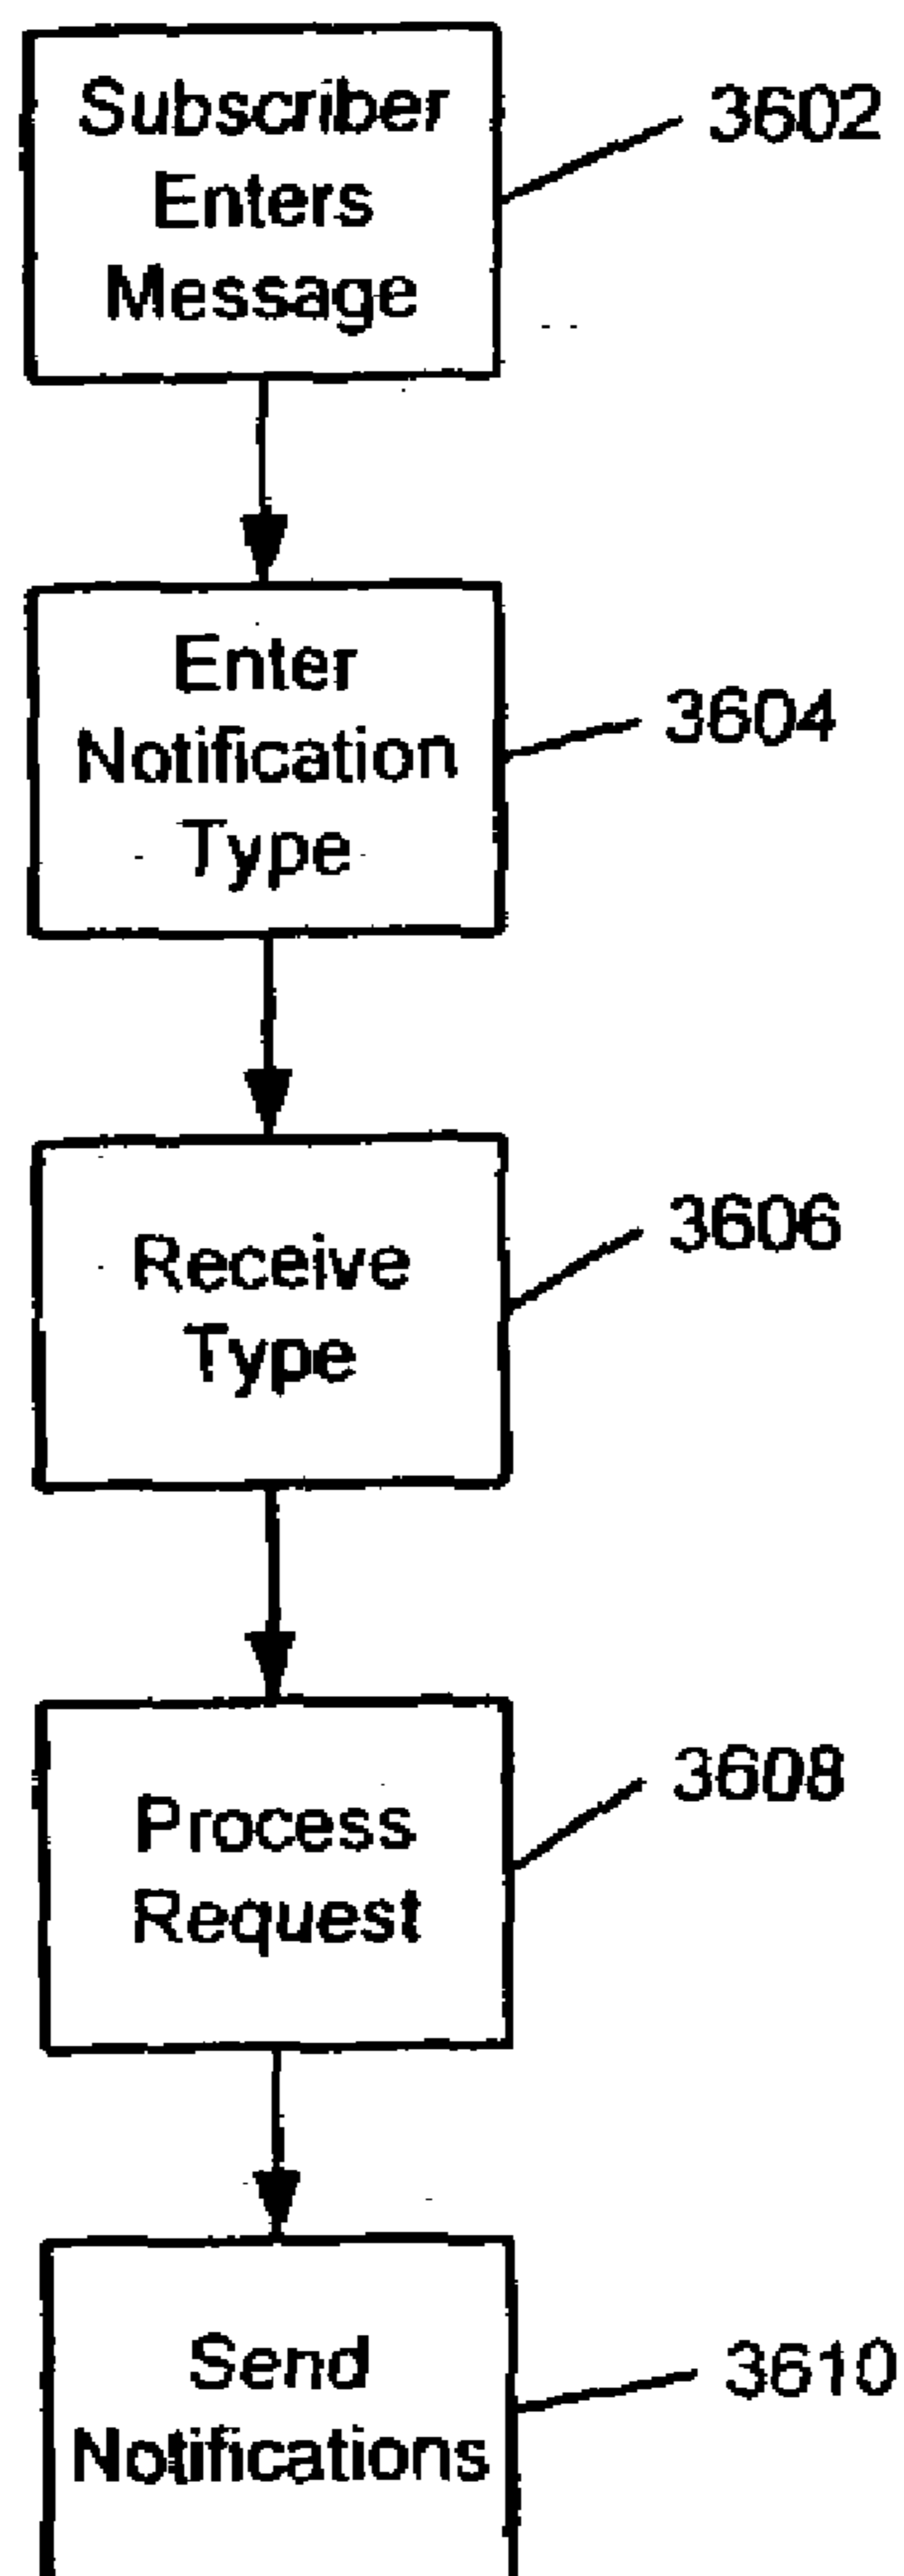 Subscriber
Enters
Message
3602
Enter
Notification
Type
3604
Receive
Type
3606
Process
Request
3608
Send
Notifications
3610